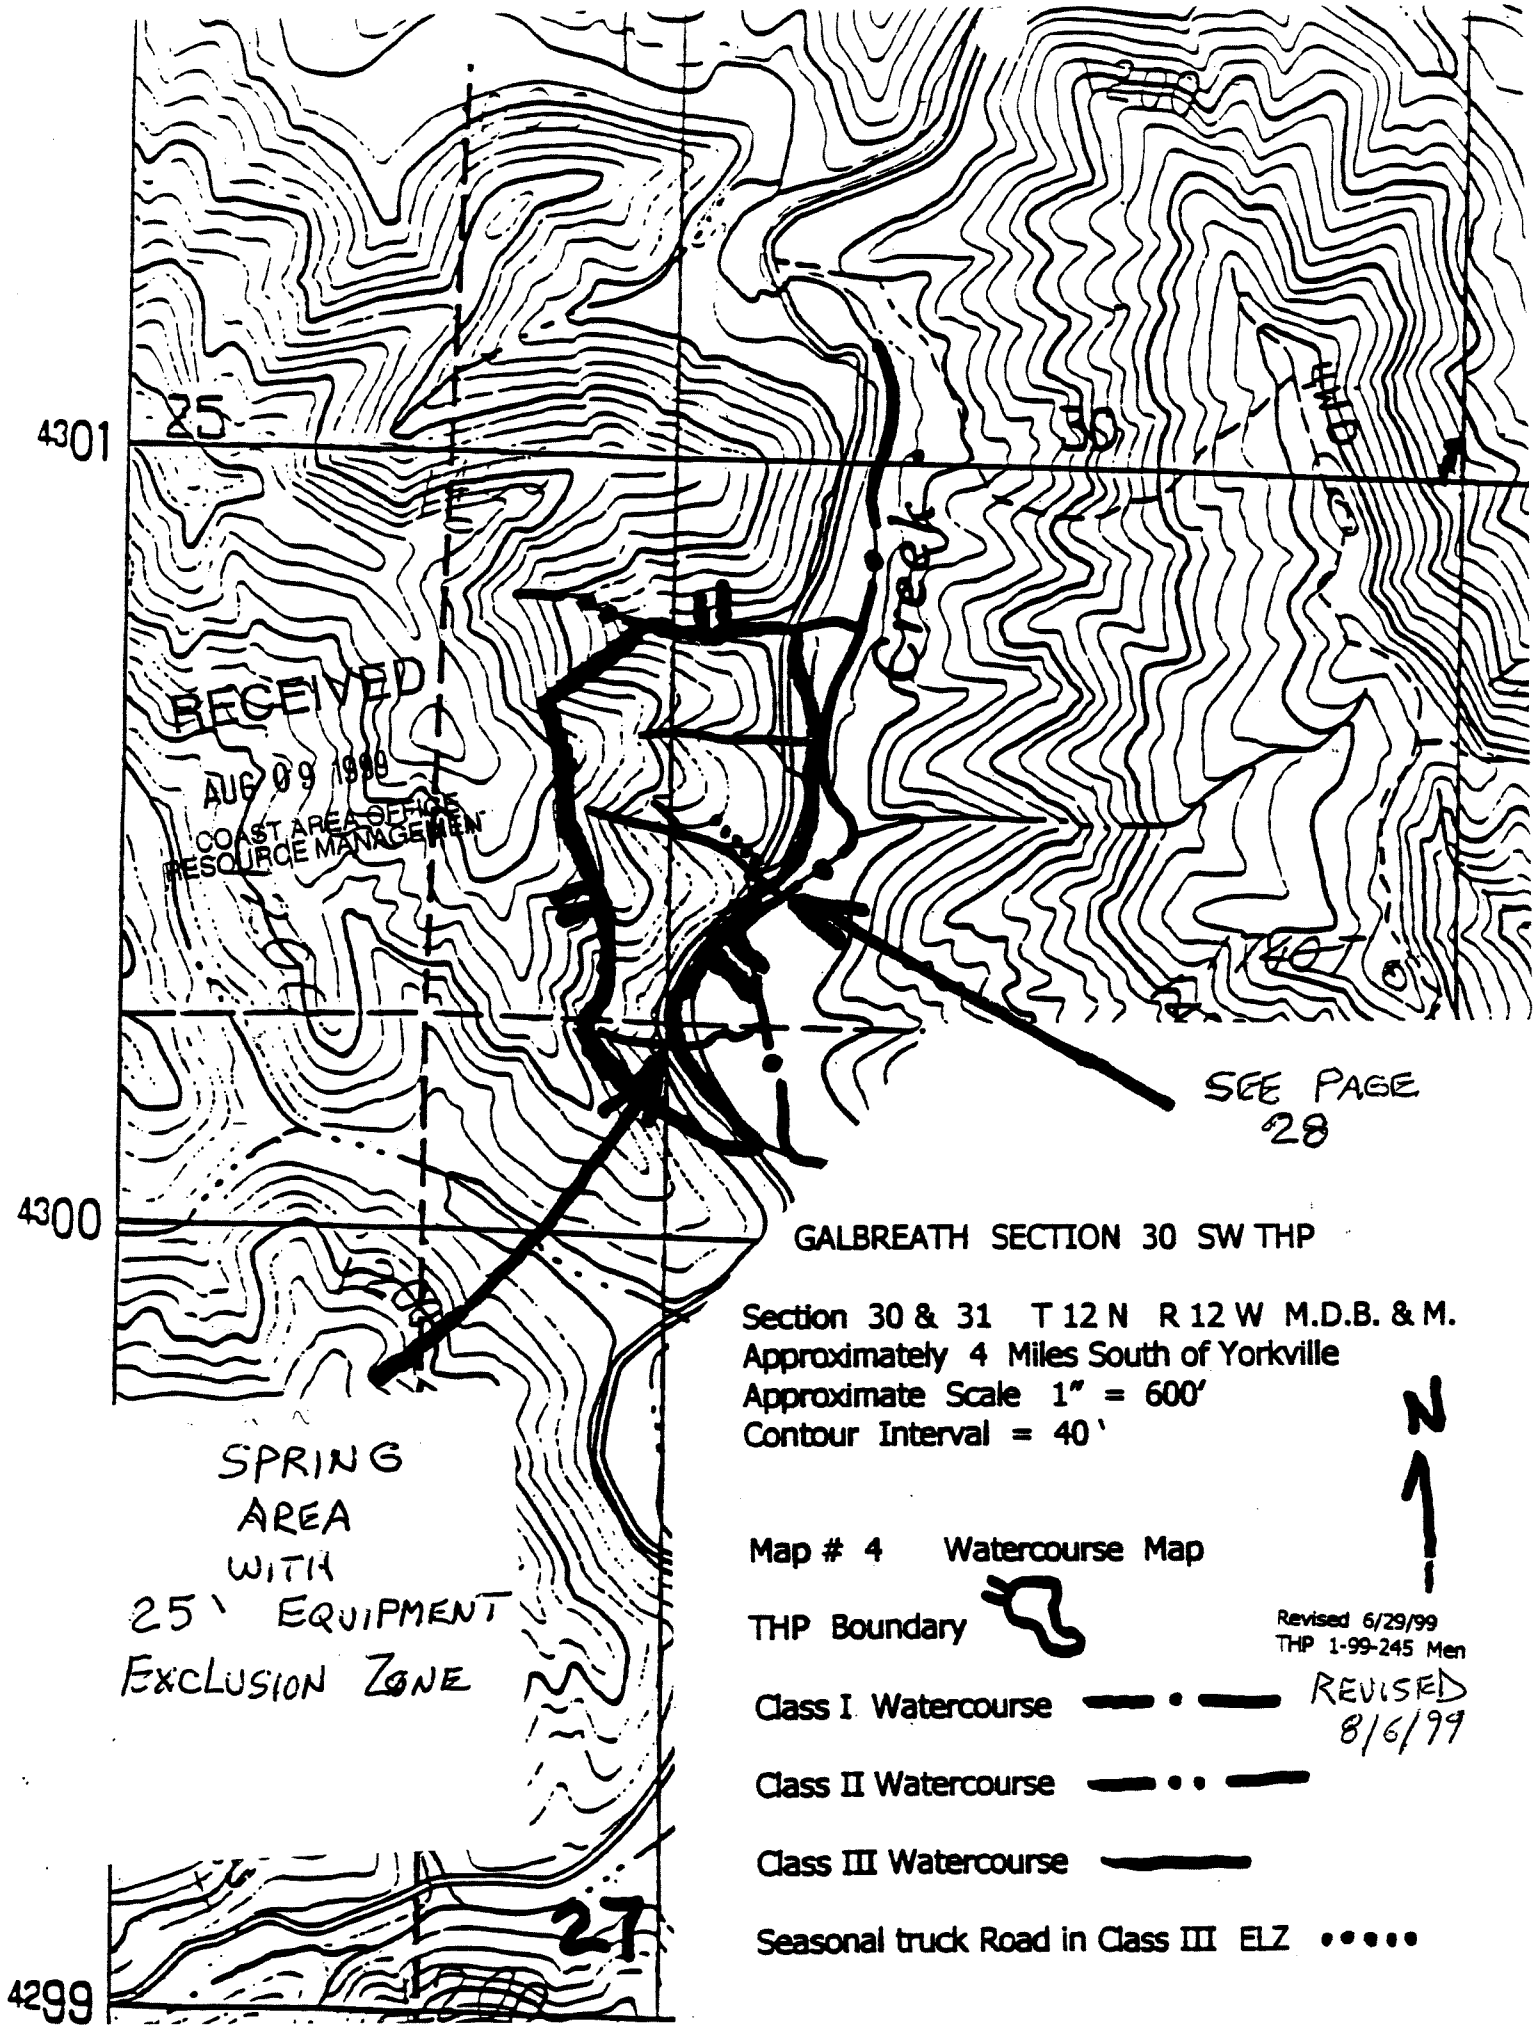 4301
25
30
4WD
Creek
RECEIVED
AUG 09 1999
COAST AREA OFFICE
RESOURCE MANAGEMEN
SEE PAGE
28
4300
GALBREATH SECTION 30 SW THP
Section 30 & 31 T 12 N R 12 W M.D.B. & M.
Approximately 4 Miles South of Yorkville
Approximate Scale 1" = 600'
Contour Interval = 40'
N
SPRING
AREA
WITH
25' EQUIPMENT
EXCLUSION ZONE
Map # 4 Watercourse Map
THP Boundary
Revised 6/29/99
THP 1-99-245 Men
REVISED
8/6/99
Class I Watercourse
Class II Watercourse
Class III Watercourse
Seasonal truck Road in Class III ELZ
27
4299